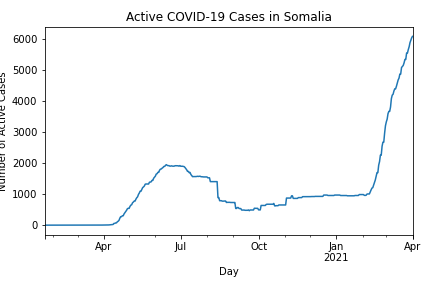 Active COVID-19 Cases in Somalia
Number of Active Cases
6000
5000
4000
3000
2000
1000
0
Apr
Jul
Oct
Jan
2021
Apr
Day